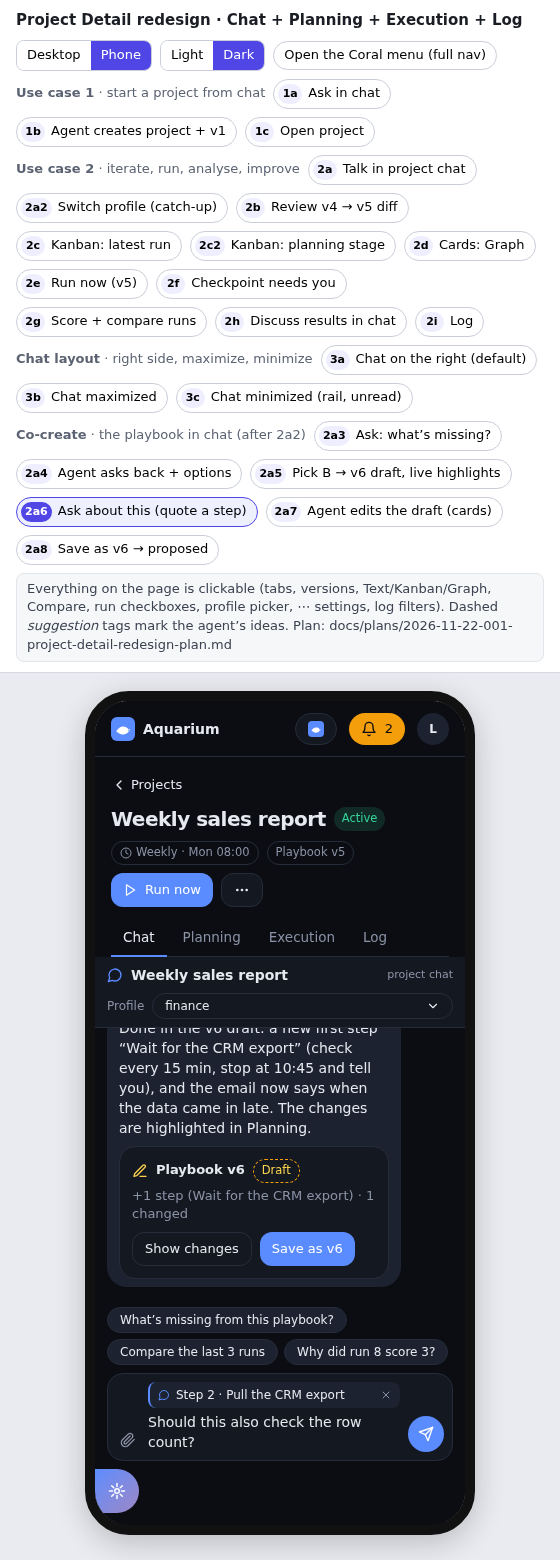 Project Detail redesign · Chat + Planning + Execution + Log
Desktop Phone Light Dark Open the Coral menu (full nav)
Use case 1 · start a project from chat 1a Ask in chat
1b Agent creates project + v1 1c Open project
Use case 2 · iterate, run, analyse, improve 2a Talk in project chat
2a2 Switch profile (catch-up) 2b Review v4 → v5 diff
2c Kanban: latest run 2c2 Kanban: planning stage 2d Cards: Graph
2e Run now (v5) 2f Checkpoint needs you
2g Score + compare runs 2h Discuss results in chat 2i Log
Chat layout · right side, maximize, minimize 3a Chat on the right (default)
3b Chat maximized 3c Chat minimized (rail, unread)
Co-create · the playbook in chat (after 2a2) 2a3 Ask: what’s missing?
2a4 Agent asks back + options 2a5 Pick B → v6 draft, live highlights
2a6 Ask about this (quote a step) 2a7 Agent edits the draft (cards)
2a8 Save as v6 → proposed
Everything on the page is clickable (tabs, versions, Text/Kanban/Graph,
Compare, run checkboxes, profile picker, ··· settings, log filters). Dashed
suggestion tags mark the agent’s ideas. Plan: docs/plans/2026-11-22-001-
project-detail-redesign-plan.md
Aquarium 2 L
Projects
Weekly sales report Active
Weekly · Mon 08:00 Playbook v5
Run now
Chat Planning Execution Log
Weekly sales report project chat
Profile finance
Done in the v6 draft: a new first step
“Wait for the CRM export” (check
every 15 min, stop at 10:45 and tell
you), and the email now says when
the data came in late. The changes
are highlighted in Planning.
Playbook v6 Draft
+1 step (Wait for the CRM export) · 1
changed
Show changes Save as v6
What’s missing from this playbook?
Compare the last 3 runs Why did run 8 score 3?
Step 2 · Pull the CRM export
Should this also check the row
count?